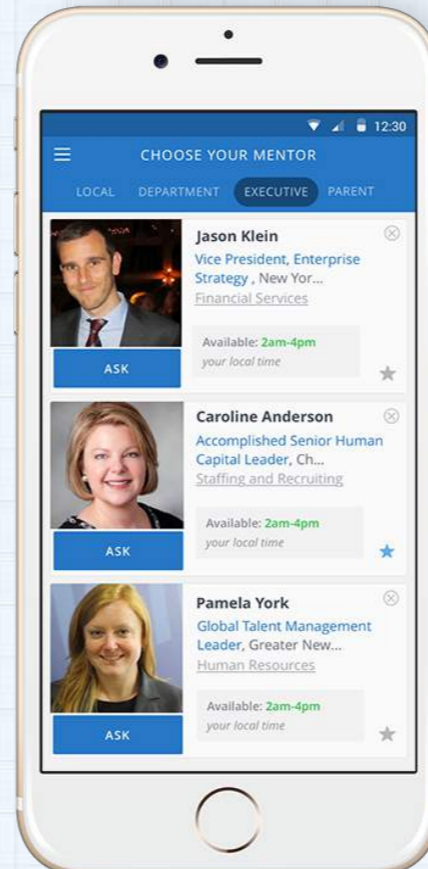 12:30
CHOOSE YOUR MENTOR
LOCAL DEPARTMENT EXECUTIVE PARENT
Jason Klein
Vice President, Enterprise
Strategy , New Yor...
Financial Services
Available: 2am-4pm
your local time
ASK
Caroline Anderson
Accomplished Senior Human
Capital Leader, Ch...
Staffing and Recruiting
Available: 2am-4pm
your local time
ASK
Pamela York
Global Talent Management
Leader, Greater New...
Human Resources
Available: 2am-4pm
your local time
ASK